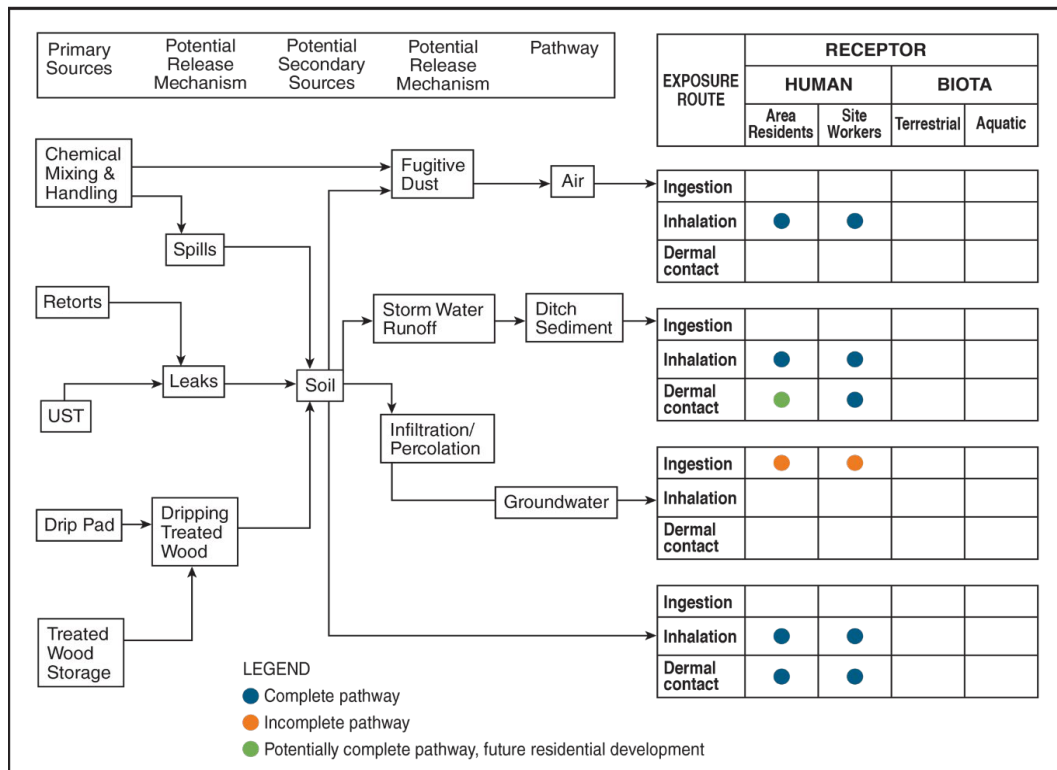 Primary
Sources
Potential
Release
Mechanism
Potential
Secondary
Sources
Potential
Release
Mechanism
Pathway
EXPOSURE
ROUTE
RECEPTOR
HUMAN
BIOTA
Area
Residents
Site
Workers
Terrestrial
Aquatic
Chemical
Mixing &
Handling
Fugitive
Dust
Air
Spills
Ingestion
Inhalation
Dermal
contact
Retorts
Storm Water
Runoff
Ditch
Sediment
Leaks
Soil
UST
Ingestion
Inhalation
Dermal
contact
Infiltration/
Percolation
Groundwater
Ingestion
Inhalation
Dermal
contact
Drip Pad
Dripping
Treated
Wood
Treated
Wood
Storage
Ingestion
Inhalation
Dermal
contact
LEGEND
Complete pathway
Incomplete pathway
Potentially complete pathway, future residential development